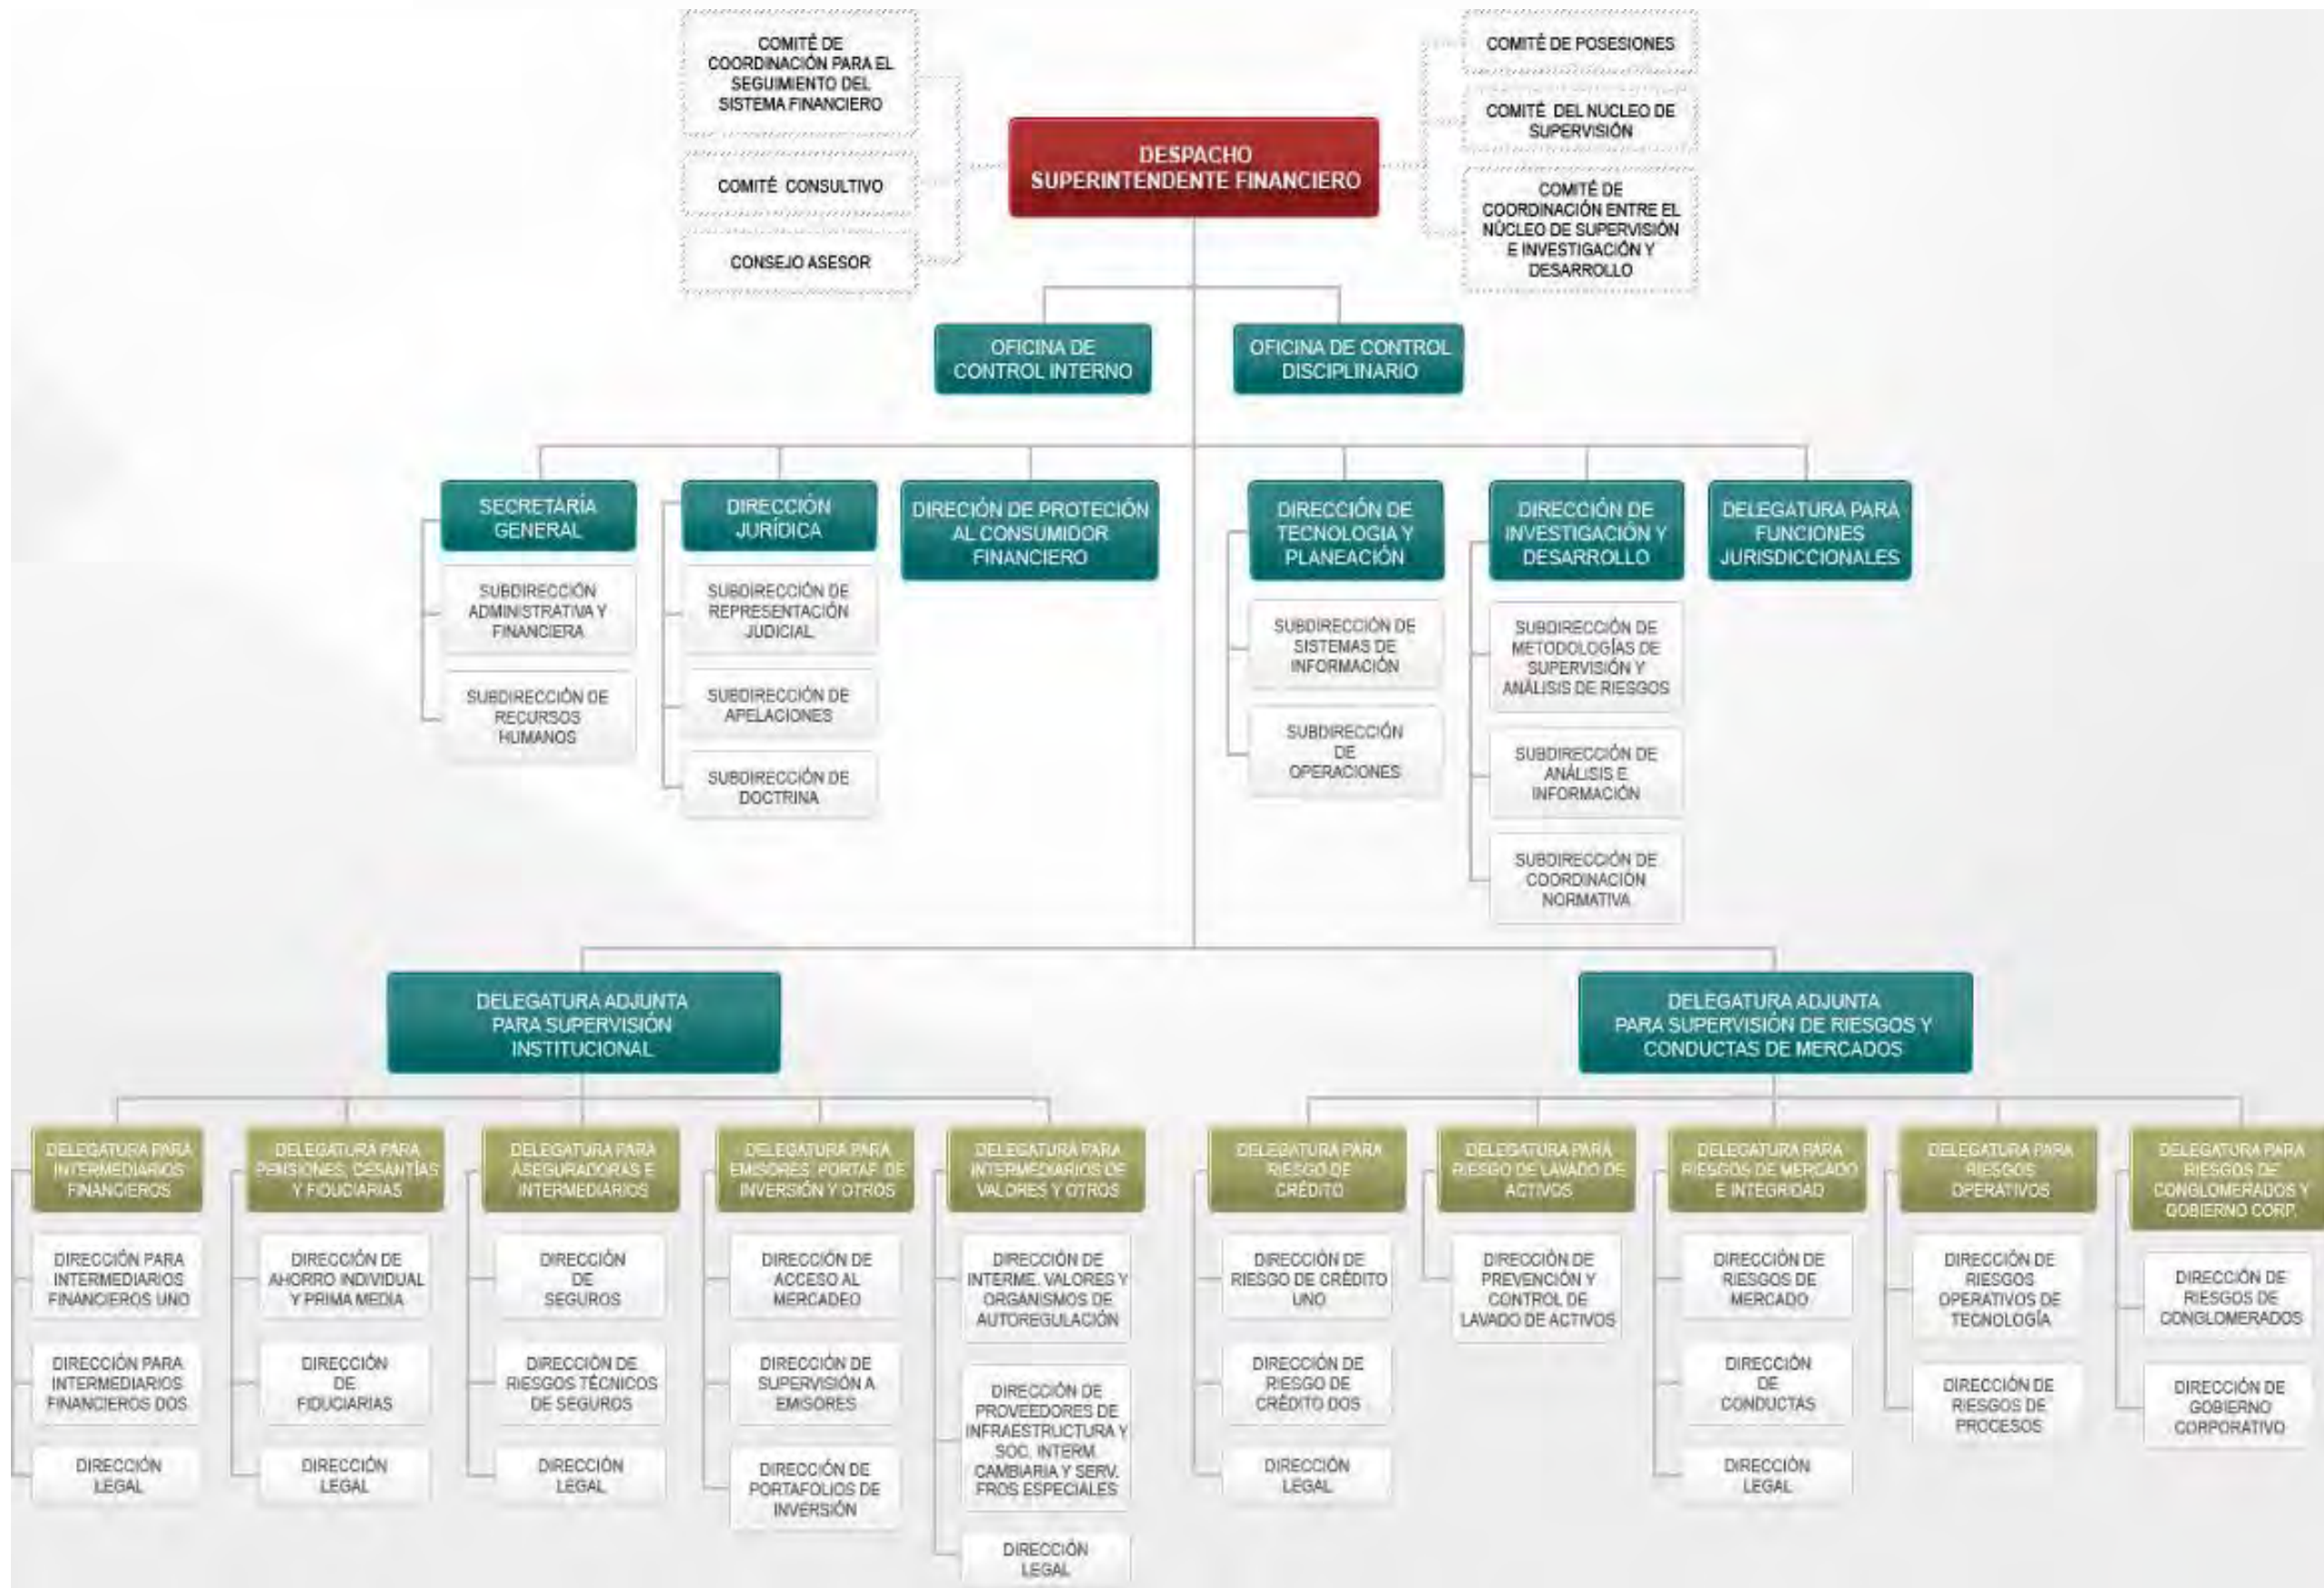 COMITÉ DE
COORDINACIÓN PARA EL
SEGUIMIENTO DEL
SISTEMA FINANCIERO
COMITÉ CONSULTIVO
CONSEJO ASESOR
DESPACHO
SUPERINTENDENTE FINANCIERO
COMITÉ DE POSESIONES
COMITÉ DEL NUCLEO DE
SUPERVISIÓN
COMITÉ DE
COORDINACIÓN ENTRE EL
NÚCLEO DE SUPERVISIÓN
E INVESTIGACIÓN Y
DESARROLLO
OFICINA DE
CONTROL INTERNO
OFICINA DE CONTROL
DISCIPLINARIO
SECRETARÍA
GENERAL
SUBDIRECCIÓN
ADMINISTRATIVA Y
FINANCIERA
SUBDIRECCIÓN DE
RECURSOS
HUMANOS
DIRECCIÓN
JURÍDICA
SUBDIRECCIÓN DE
REPRESENTACIÓN
JUDICIAL
SUBDIRECCIÓN DE
APELACIONES
SUBDIRECCIÓN DE
DOCTRINA
DIRECIÓN DE PROTECIÓN
AL CONSUMIDOR
FINANCIERO
DIRECCIÓN DE
TECNOLOGIA Y
PLANEACIÓN
SUBDIRECCIÓN DE
SISTEMAS DE
INFORMACIÓN
SUBDIRECCIÓN
DE
OPERACIONES
DIRECCIÓN DE
INVESTIGACIÓN Y
DESARROLLO
SUBDIRECCIÓN DE
METODOLOGÍAS DE
SUPERVISIÓN Y
ANÁLISIS DE RIESGOS
SUBDIRECCIÓN DE
ANÁLISIS E
INFORMACIÓN
SUBDIRECCIÓN DE
COORDINACIÓN
NORMATIVA
DELEGATURA PARA
FUNCIONES
JURISDICCIONALES
DELEGATURA ADJUNTA
PARA SUPERVISIÓN
INSTITUCIONAL
DELEGATURA PARA
INTERMEDIARIOS
FINANCIEROS
DIRECCIÓN PARA
INTERMEDIARIOS
FINANCIEROS UNO
DIRECCIÓN PARA
INTERMEDIARIOS
FINANCIEROS DOS
DIRECCIÓN
LEGAL
DELEGATURA PARA
PENSIONES, CESANTÍAS
Y FIDUCIARIAS
DIRECCIÓN DE
AHORRO INDIVIDUAL
Y PRIMA MEDIA
DIRECCIÓN
DE
FIDUCIARIAS
DIRECCIÓN
LEGAL
DELEGATURA PARA
ASEGURADORAS E
INTERMEDIARIOS
DIRECCIÓN
DE
SEGUROS
DIRECCIÓN DE
RIESGOS TÉCNICOS
DE SEGUROS
DIRECCIÓN
LEGAL
DELEGATURA PARA
EMISORES, PORTAF. DE
INVERSIÓN Y OTROS
DIRECCIÓN DE
ACCESO AL
MERCADEO
DIRECCIÓN DE
SUPERVISIÓN A
EMISORES
DIRECCIÓN DE
PORTAFOLIOS DE
INVERSIÓN
DELEGATURA PARA
INTERMEDIARIOS DE
VALORES Y OTROS
DIRECCIÓN DE
INTERME. VALORES Y
ORGANISMOS DE
AUTOREGULACIÓN
DIRECCIÓN DE
PROVEEDORES DE
INFRAESTRUCTURA Y
SOC. INTERM.
CAMBIARIA Y SERV.
FROS ESPECIALES
DIRECCIÓN
LEGAL
DELEGATURA ADJUNTA
PARA SUPERVISIÓN DE RIESGOS Y
CONDUCTAS DE MERCADOS
DELEGATURA PARA
RIESGO DE
CRÉDITO
DIRECCIÓN DE
RIESGO DE CRÉDITO
UNO
DIRECCIÓN DE
RIESGO DE
CRÉDITO DOS
DIRECCIÓN
LEGAL
DELEGATURA PARA
RIESGO DE LAVADO DE
ACTIVOS
DIRECCIÓN DE
PREVENCIÓN Y
CONTROL DE
LAVADO DE ACTIVOS
DELEGATURA PARA
RIESGOS DE MERCADO
E INTEGRIDAD
DIRECCIÓN DE
RIESGOS DE
MERCADO
DIRECCIÓN
DE
CONDUCTAS
DIRECCIÓN
LEGAL
DELEGATURA PARA
RIESGOS
OPERATIVOS
DIRECCIÓN DE
RIESGOS
OPERATIVOS DE
TECNOLOGÍA
DIRECCIÓN DE
RIESGOS DE
PROCESOS
DELEGATURA PARA
RIESGOS DE
CONGLOMERADOS Y
GOBIERNO CORP.
DIRECCIÓN DE
RIESGOS DE
CONGLOMERADOS
DIRECCIÓN DE
GOBIERNO
CORPORATIVO